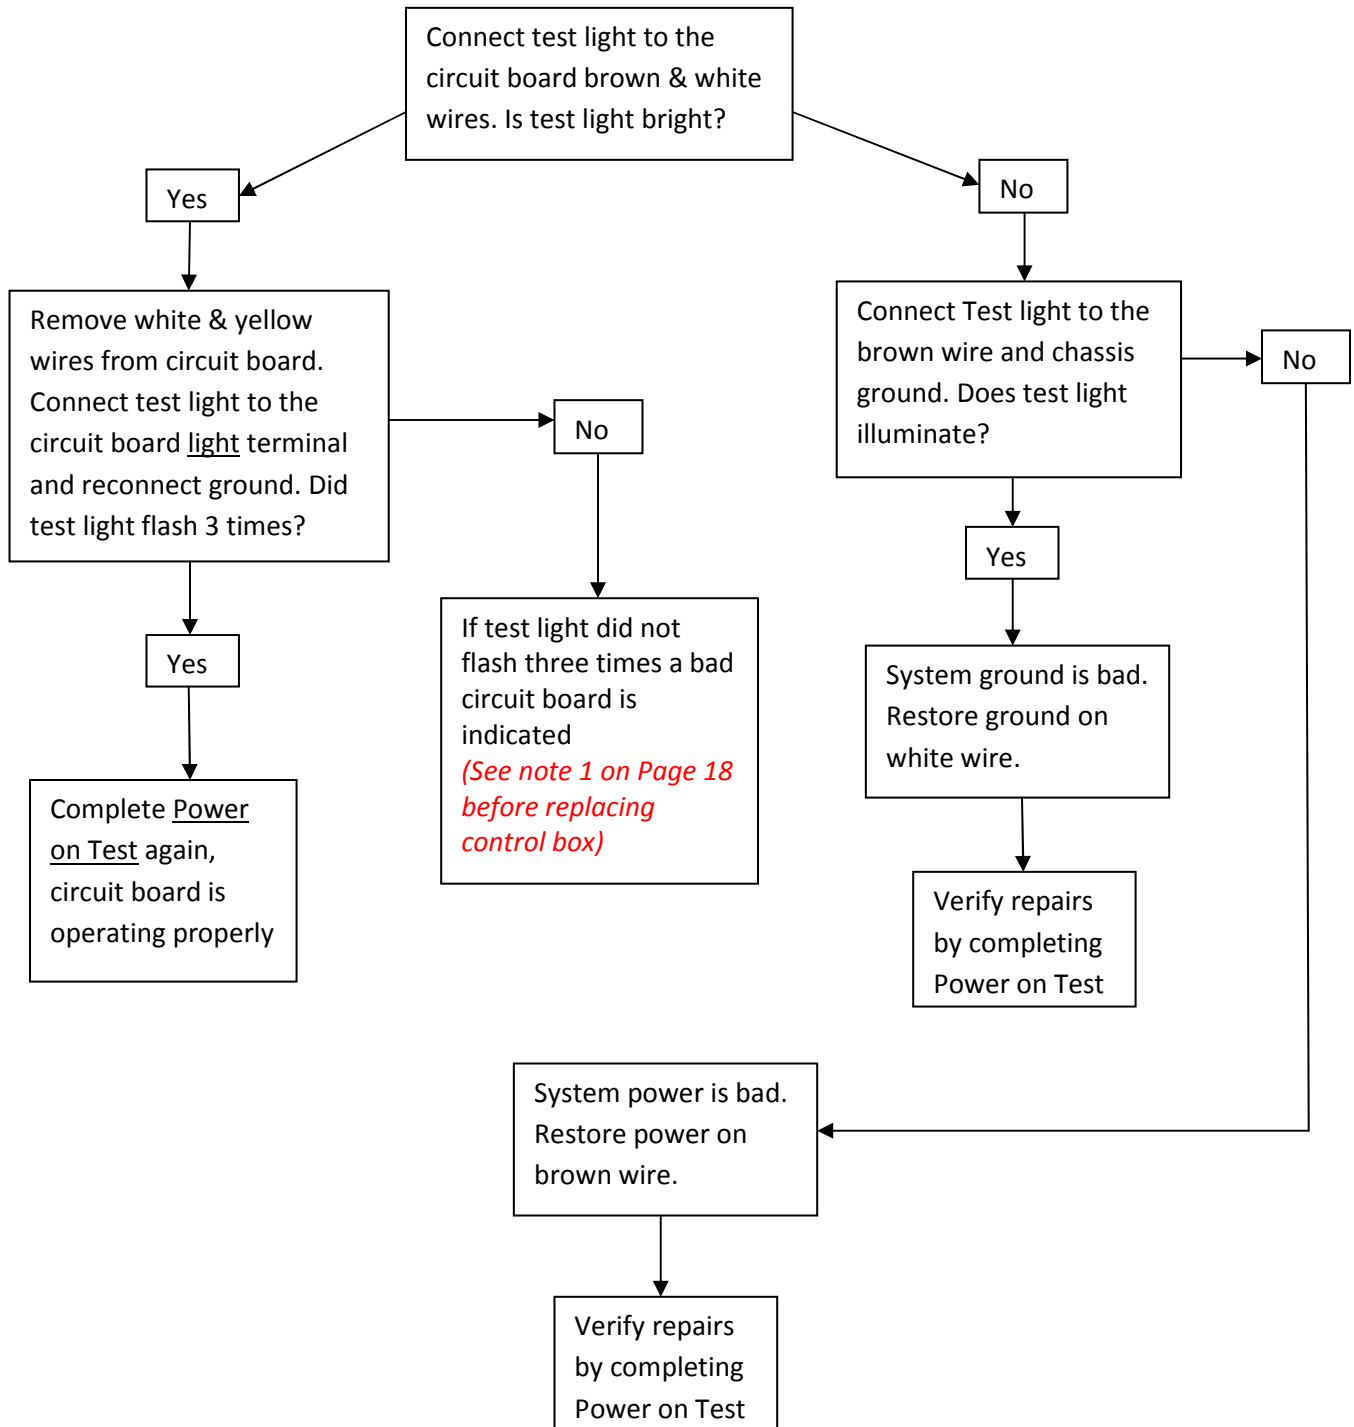 Connect test light to the
circuit board brown & white
wires. Is test light bright?
Yes
No
Remove white & yellow
wires from circuit board.
Connect test light to the
circuit board light terminal
and reconnect ground. Did
test light flash 3 times?
No
Connect Test light to the
brown wire and chassis
ground. Does test light
illuminate?
No
Yes
Yes
If test light did not
flash three times a bad
circuit board is
indicated
(See note 1 on Page 18
before replacing
control box)
System ground is bad.
Restore ground on
white wire.
Complete Power
on Test again,
circuit board is
operating properly
Verify repairs
by completing
Power on Test
System power is bad.
Restore power on
brown wire.
Verify repairs
by completing
Power on Test